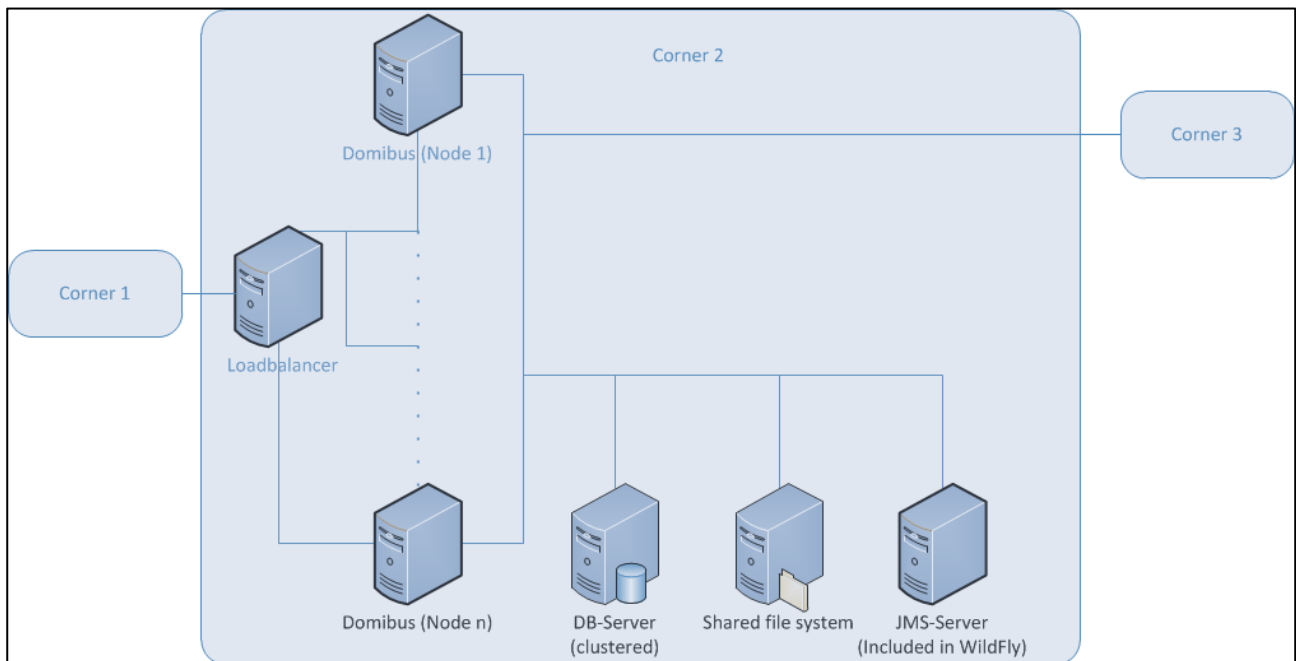 Corner 2
Domibus (Node 1)
Corner 3
Corner 1
Loadbalancer
Domibus (Node n)
DB-Server
(clustered)
Shared file system
JMS-Server
(Included in WildFly)